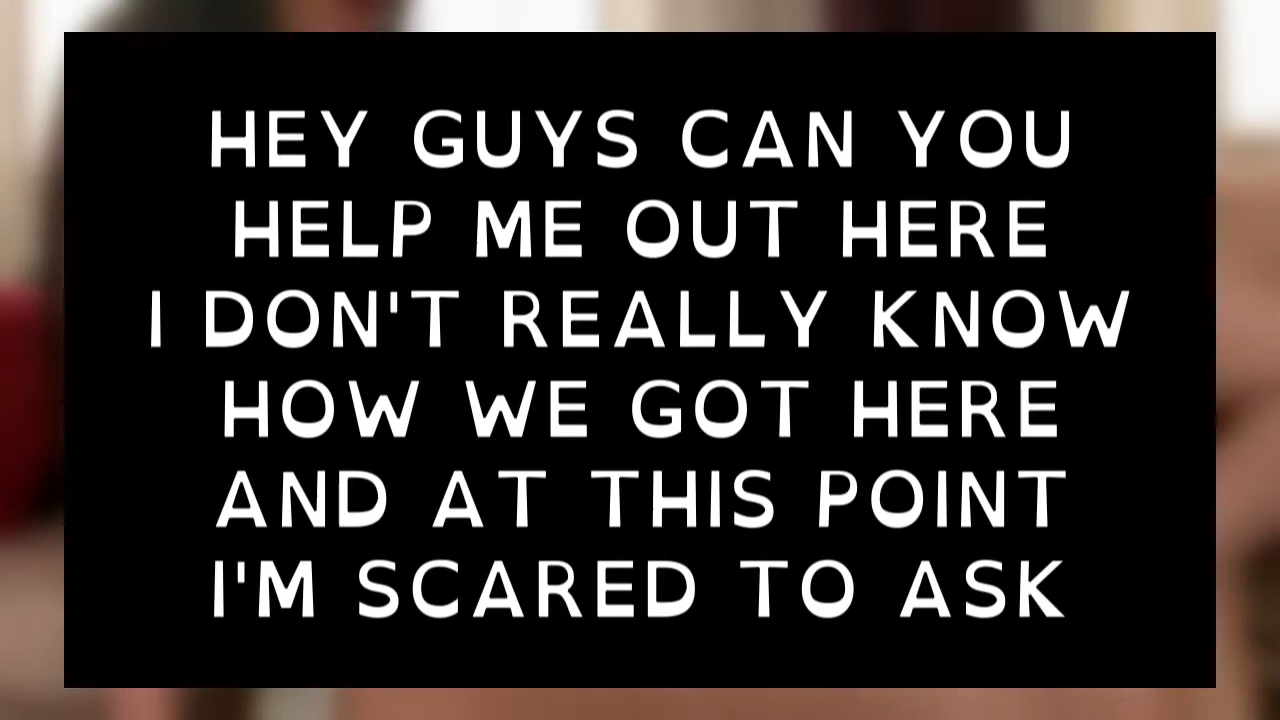 HEY GUYS CAN YOU
HELP ME OUT HERE
I DON'T REALLY KNOW
HOW WE GOT HERE
AND AT THIS POINT
I'M SCARED TO ASK